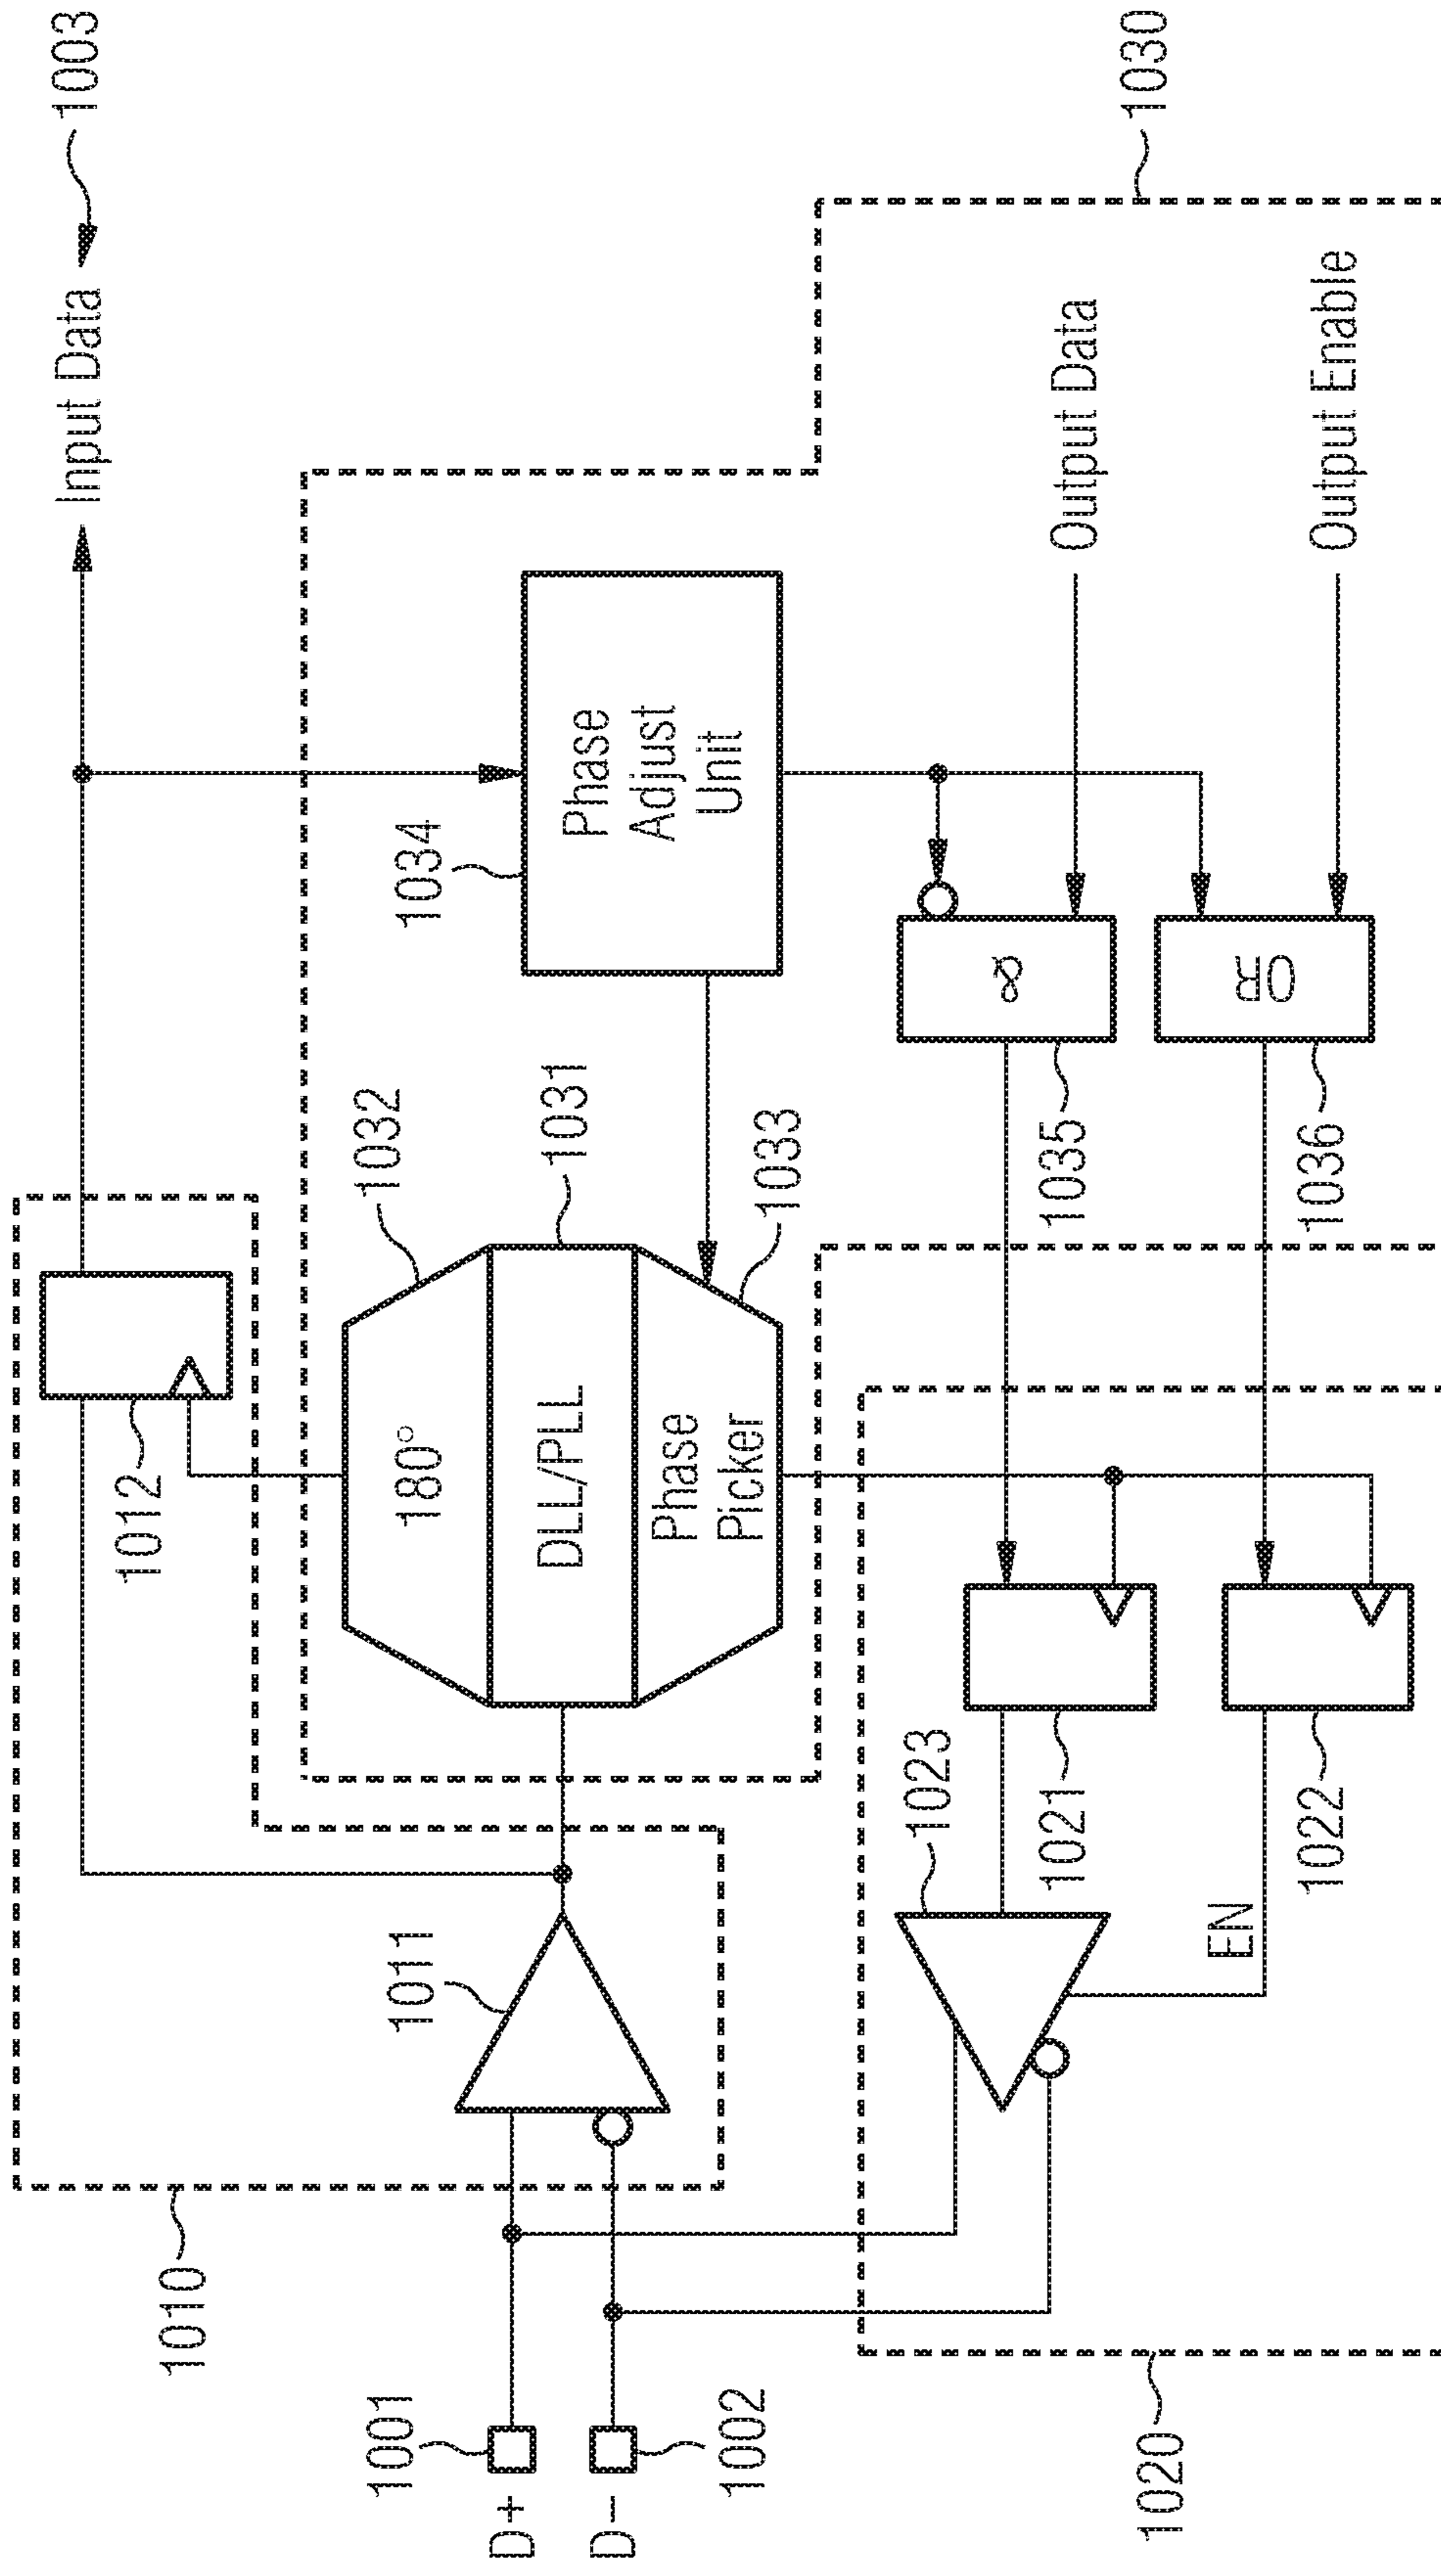 1010
1012
Input Data
1003
1011
180°
1032
DLL/PLL
1031
Phase
Picker
1033
1034
Phase
Adjust
Unit
1030
1001
D+
D−
1002
1023
1021
1035
&
Output Data
EN
1022
1036
OR
Output Enable
1020